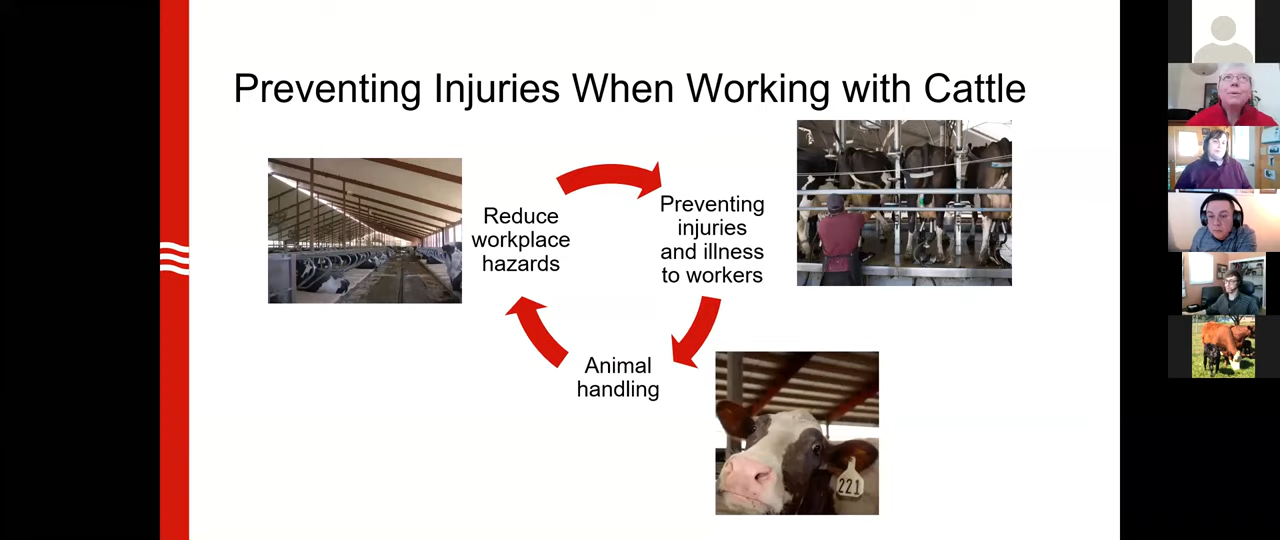 Preventing Injuries When Working with Cattle
Reduce
workplace
hazards
Preventing
injuries
and illness
to workers
Animal
handling
221